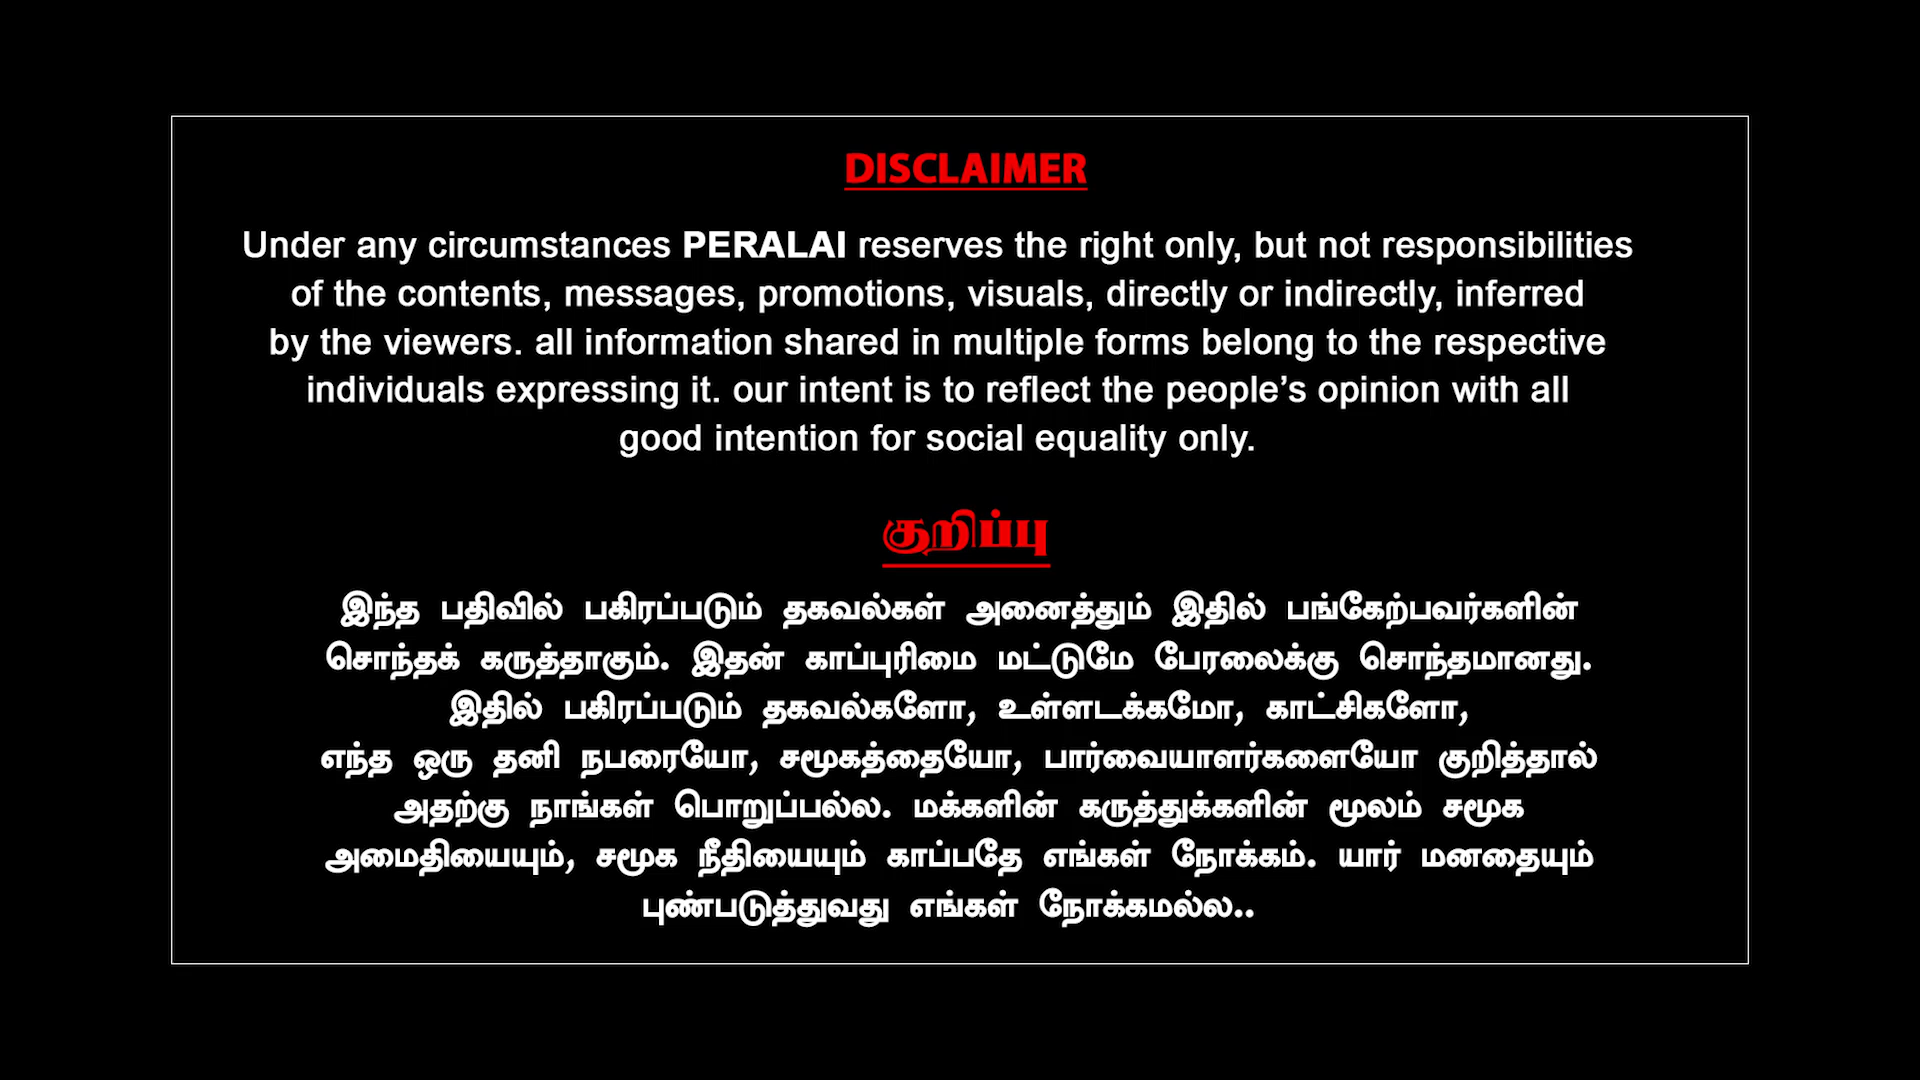 DISCLAIMER
Under any circumstances PERALAI reserves the right only, but not responsibilities
of the contents, messages, promotions, visuals, directly or indirectly, inferred
by the viewers. all information shared in multiple forms belong to the respective
individuals expressing it. our intent is to reflect the people’s opinion with all
good intention for social equality only.
குறிப்பு
இந்த பதிவில் பகிரப்படும் தகவல்கள் அனைத்தும் இதில் பங்கேற்பவர்களின்
சொந்தக் கருத்தாகும். இதன் காப்புரிமை மட்டுமே பேரலைக்கு சொந்தமானது.
இதில் பகிரப்படும் தகவல்களோ, உள்ளடக்கமோ, காட்சிகளோ,
எந்த ஒரு தனி நபரையோ, சமூகத்தையோ, பார்வையாளர்களையோ குறித்தால்
அதற்கு நாங்கள் பொறுப்பல்ல. மக்களின் கருத்துக்களின் மூலம் சமூக
அமைதியையும், சமூக நீதியையும் காப்பதே எங்கள் நோக்கம். யார் மனதையும்
புண்படுத்துவது எங்கள் நோக்கமல்ல..